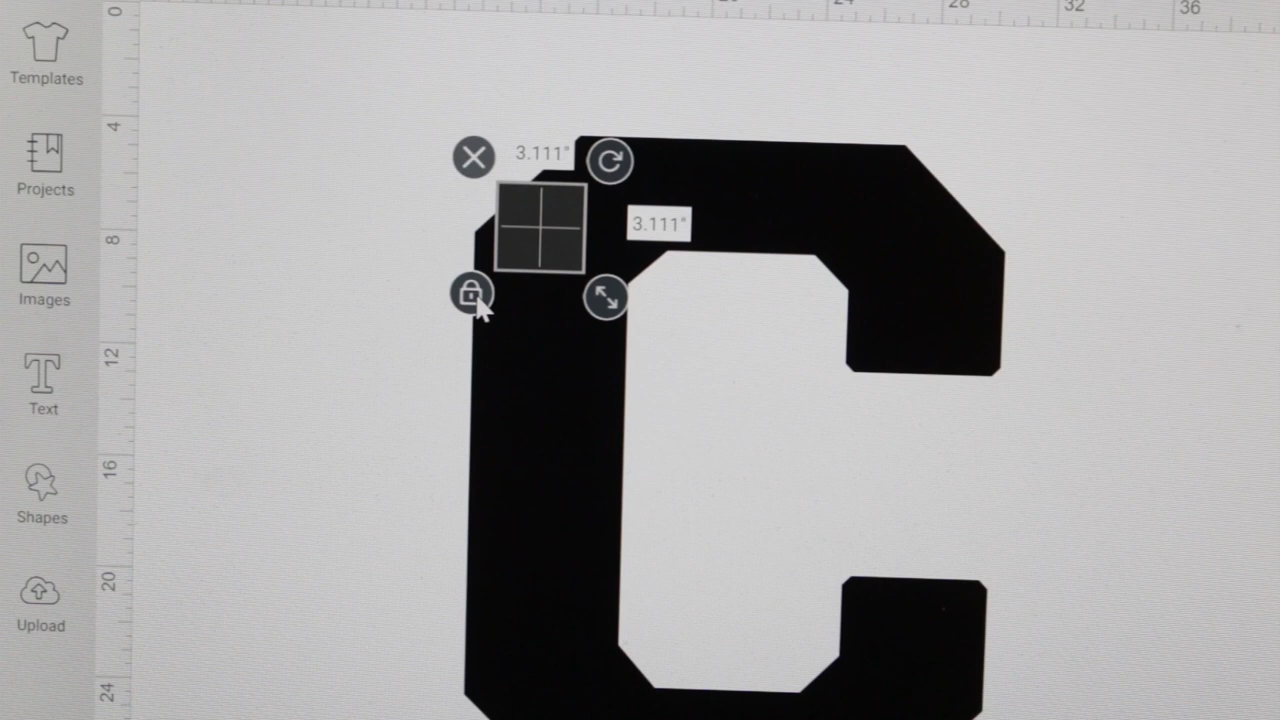 0
24
28
32
36
Templates
4
3.111"
Projects
3.111"
8
Images
12
Text
16
Shapes
20
Upload
24
C